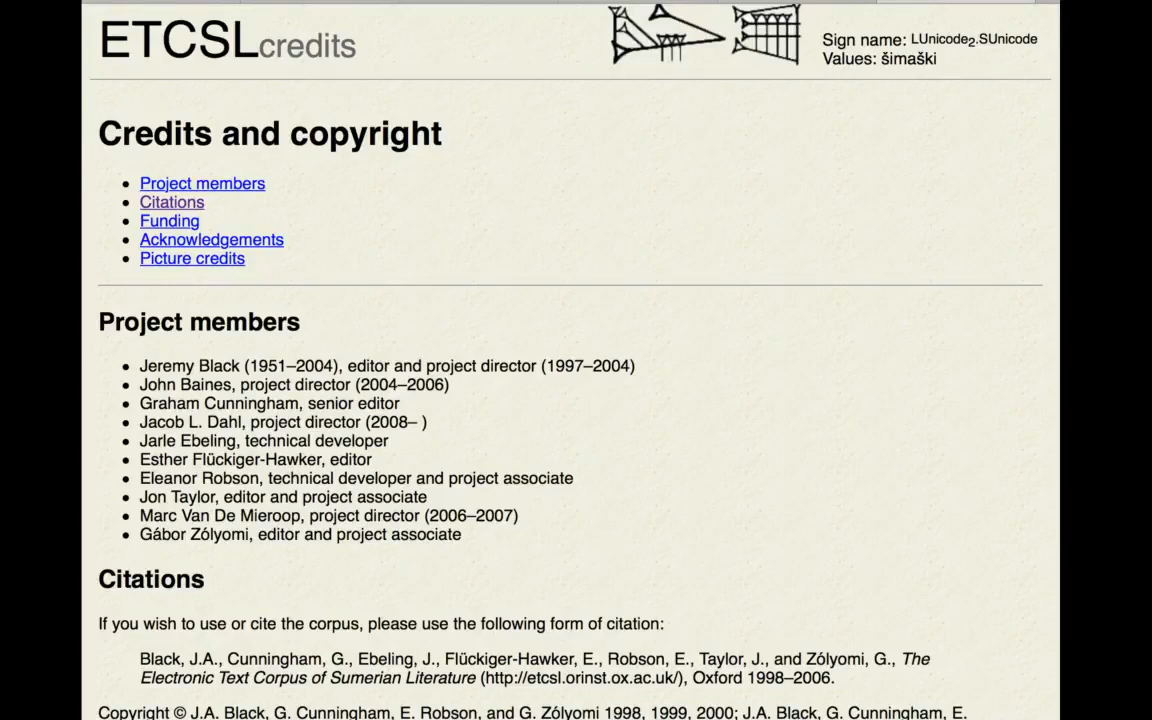 ETCSLcredits
Sign name: LUnicode₂.SUnicode
Values: šimaški
Credits and copyright
Project members
Citations
Funding
Acknowledgements
Picture credits
Project members
Jeremy Black (1951–2004), editor and project director (1997–2004)
John Baines, project director (2004–2006)
Graham Cunningham, senior editor
Jacob L. Dahl, project director (2008– )
Jarle Ebeling, technical developer
Esther Flückiger-Hawker, editor
Eleanor Robson, technical developer and project associate
Jon Taylor, editor and project associate
Marc Van De Mieroop, project director (2006–2007)
Gábor Zólyomi, editor and project associate
Citations
If you wish to use or cite the corpus, please use the following form of citation:
Black, J.A., Cunningham, G., Ebeling, J., Flückiger-Hawker, E., Robson, E., Taylor, J., and Zólyomi, G., The
Electronic Text Corpus of Sumerian Literature (http://etcsl.orinst.ox.ac.uk/), Oxford 1998–2006.
Copyright © J.A. Black, G. Cunningham, E. Robson, and G. Zólyomi 1998, 1999, 2000; J.A. Black, G. Cunningham, E.